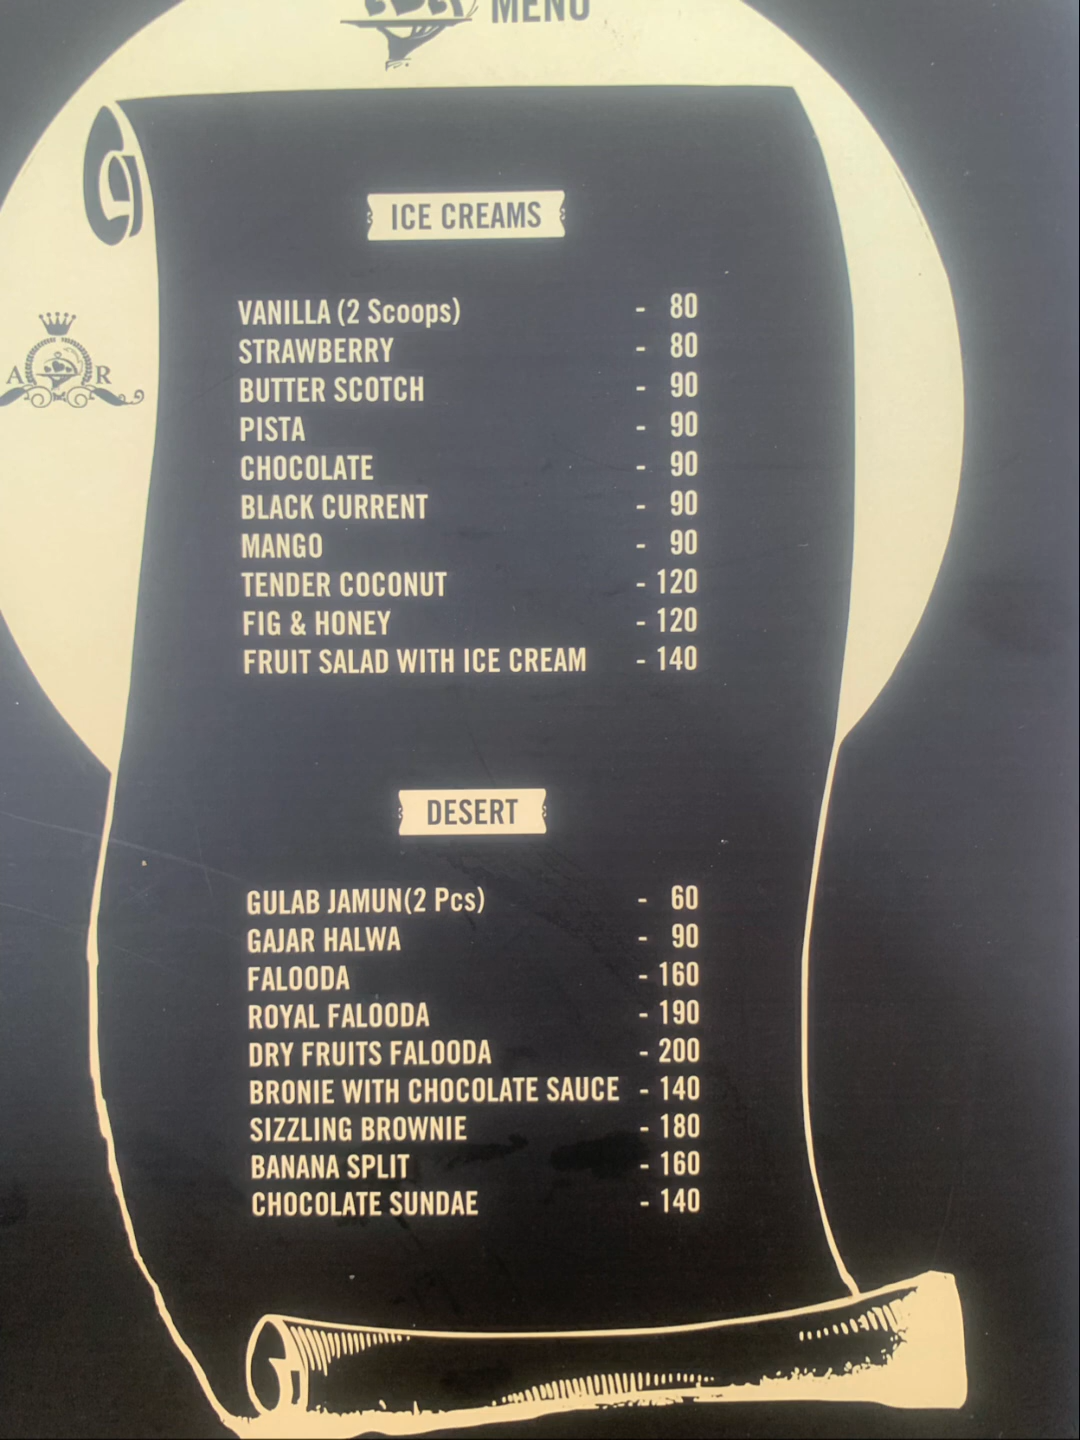 MENU
ICE CREAMS
VANILLA (2 Scoops) - 80
STRAWBERRY - 80
BUTTER SCOTCH - 90
PISTA - 90
CHOCOLATE - 90
BLACK CURRENT - 90
MANGO - 90
TENDER COCONUT - 120
FIG & HONEY - 120
FRUIT SALAD WITH ICE CREAM - 140
A R
DESERT
GULAB JAMUN(2 Pcs) - 60
GAJAR HALWA - 90
FALOODA - 160
ROYAL FALOODA - 190
DRY FRUITS FALOODA - 200
BRONIE WITH CHOCOLATE SAUCE - 140
SIZZLING BROWNIE - 180
BANANA SPLIT - 160
CHOCOLATE SUNDAE - 140